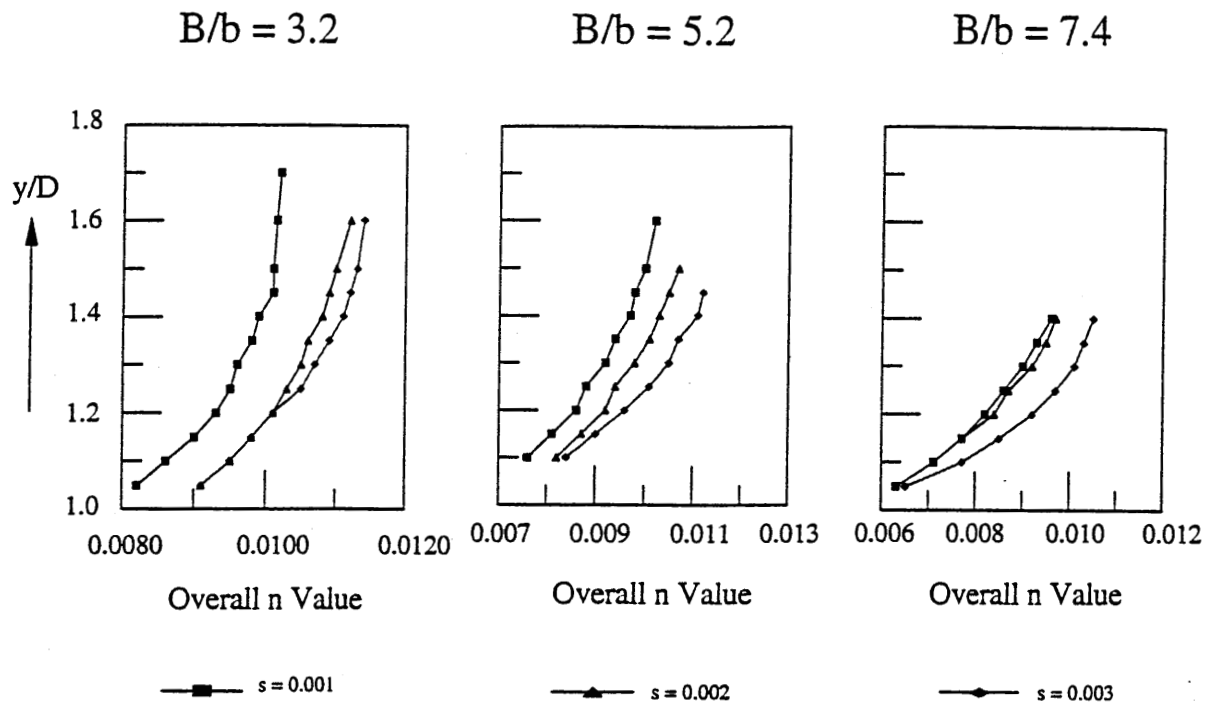 B/b = 3.2 B/b = 5.2 B/b = 7.4
1.8
y/D
1.6
1.4
1.2
1.0
0.0080 0.0100 0.0120 0.007 0.009 0.011 0.013 0.006 0.008 0.010 0.012
Overall n Value Overall n Value Overall n Value
s = 0.001 s = 0.002 s = 0.003